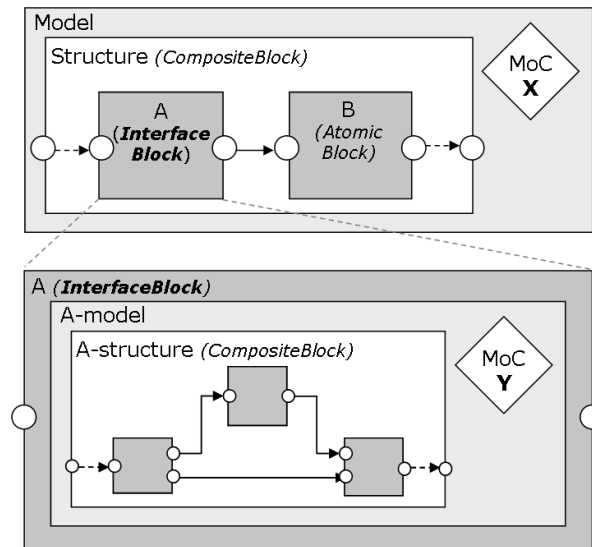 Model
Structure (CompositeBlock)
MoC
X
A
(Interface
Block)
B
(Atomic
Block)
A (InterfaceBlock)
A-model
A-structure (CompositeBlock)
MoC
Y